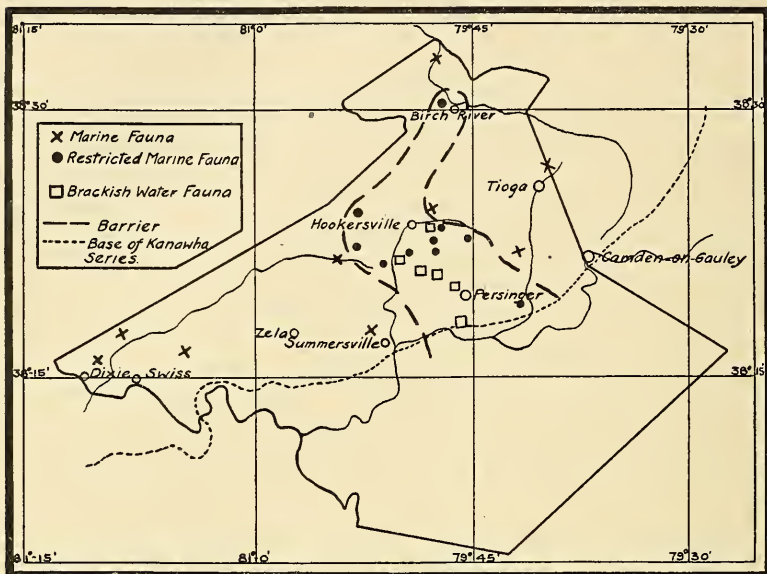 81°15' 81°0 79°45' 79°30'
38°30' 38°30
Birch River
× Marine Fauna
● Restricted Marine Fauna
□ Brackish Water Fauna
Barrier
Base of Kanawha
Series.
Tioga
Hookersville
Camden-on-Gauley
Persinger
Zela
Summersville
Dixie Swiss
38°15' 38°15'
81°15' 81°0 79°45' 79°30'